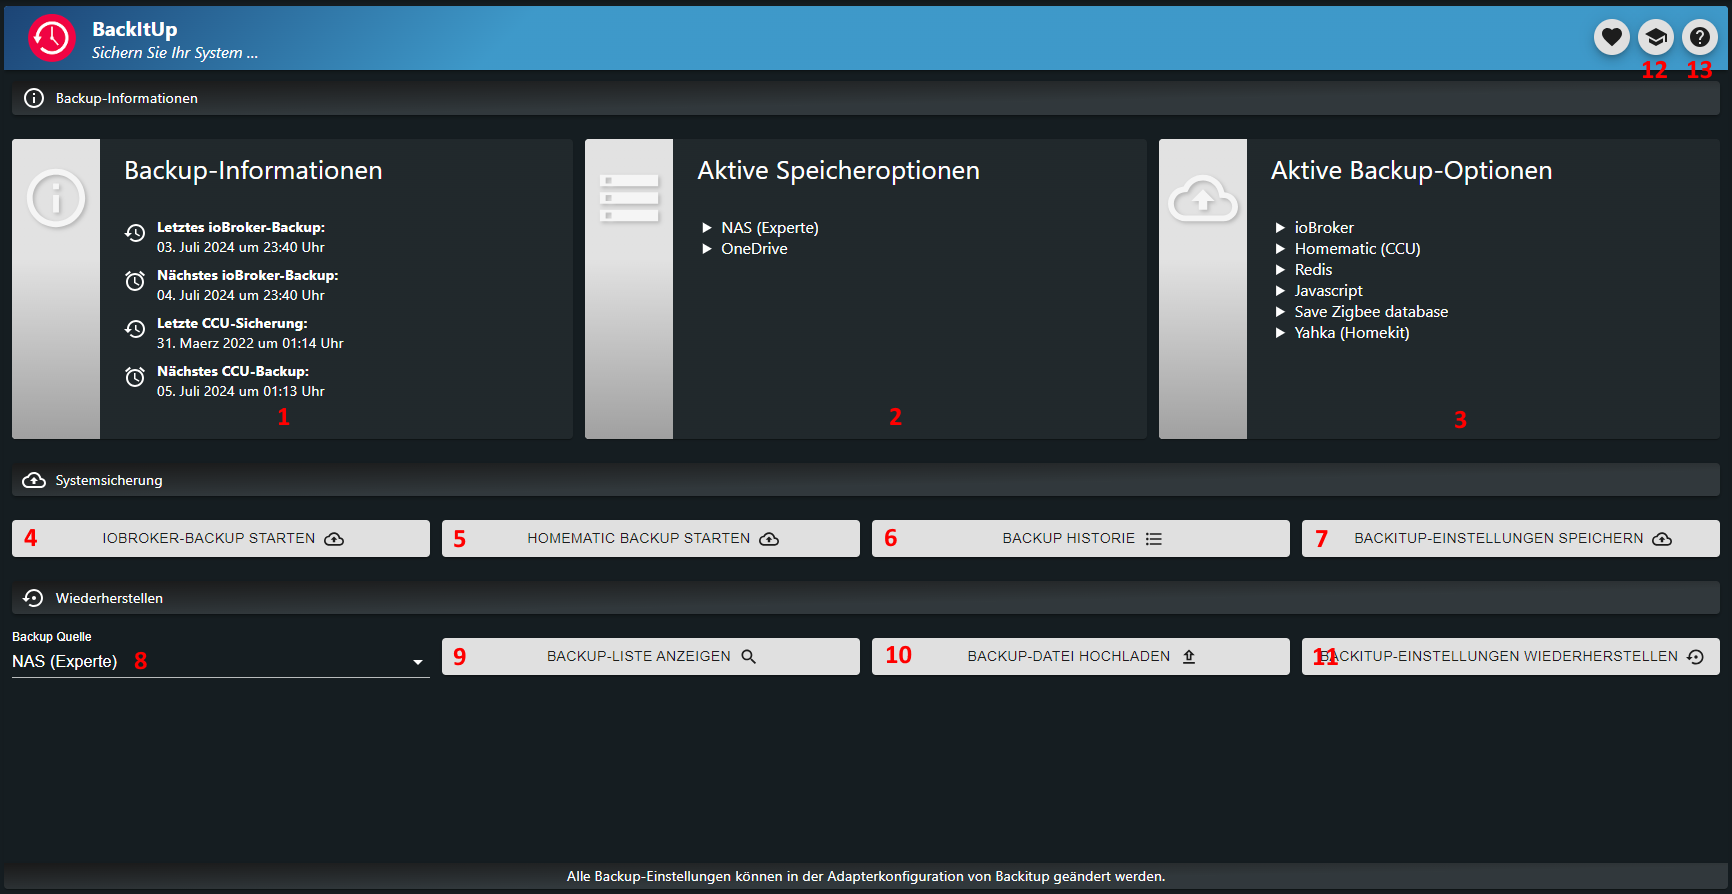 BackItUp
Sichern Sie Ihr System ...
12 13
Backup-Informationen
Backup-Informationen
Letztes ioBroker-Backup:
03. Juli 2024 um 23:40 Uhr
Nächstes ioBroker-Backup:
04. Juli 2024 um 23:40 Uhr
Letzte CCU-Sicherung:
31. Maerz 2022 um 01:14 Uhr
Nächstes CCU-Backup:
05. Juli 2024 um 01:13 Uhr
1
Aktive Speicheroptionen
NAS (Experte)
OneDrive
2
Aktive Backup-Optionen
ioBroker
Homematic (CCU)
Redis
Javascript
Save Zigbee database
Yahka (Homekit)
3
Systemsicherung
4 IOBROKER-BACKUP STARTEN
5 HOMEMATIC BACKUP STARTEN
6 BACKUP HISTORIE
7 BACKITUP-EINSTELLUNGEN SPEICHERN
Wiederherstellen
Backup Quelle
NAS (Experte) 8
9 BACKUP-LISTE ANZEIGEN
10 BACKUP-DATEI HOCHLADEN
11 BACKITUP-EINSTELLUNGEN WIEDERHERSTELLEN
Alle Backup-Einstellungen können in der Adapterkonfiguration von Backitup geändert werden.